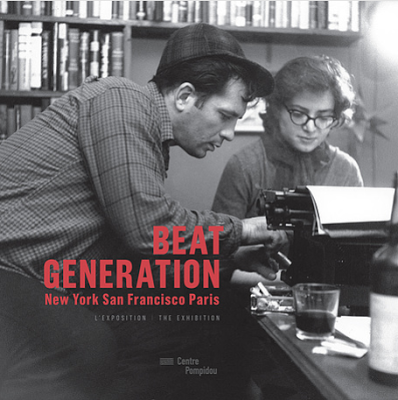 BEAT
GENERATION
New York San Francisco Paris
L'EXPOSITION | THE EXHIBITION
Centre
Pompidou